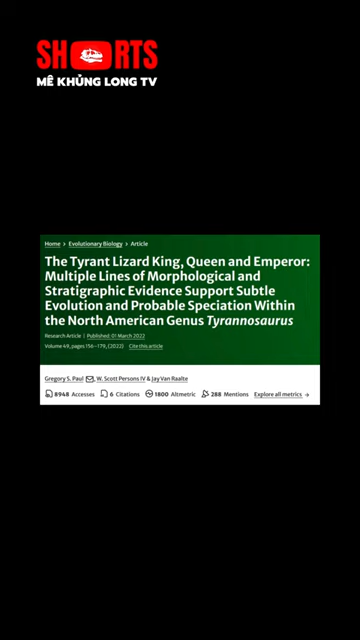 SHORTS
MÊ KHỦNG LONG TV
Home > Evolutionary Biology > Article
The Tyrant Lizard King, Queen and Emperor:
Multiple Lines of Morphological and
Stratigraphic Evidence Support Subtle
Evolution and Probable Speciation Within
the North American Genus Tyrannosaurus
Research Article | Published: 01 March 2022
Volume 49, pages 156–179, (2022) Cite this article
Gregory S. Paul, W. Scott Persons IV & Jay Van Raalte
8948 Accesses 6 Citations 1800 Altmetric 288 Mentions Explore all metrics →